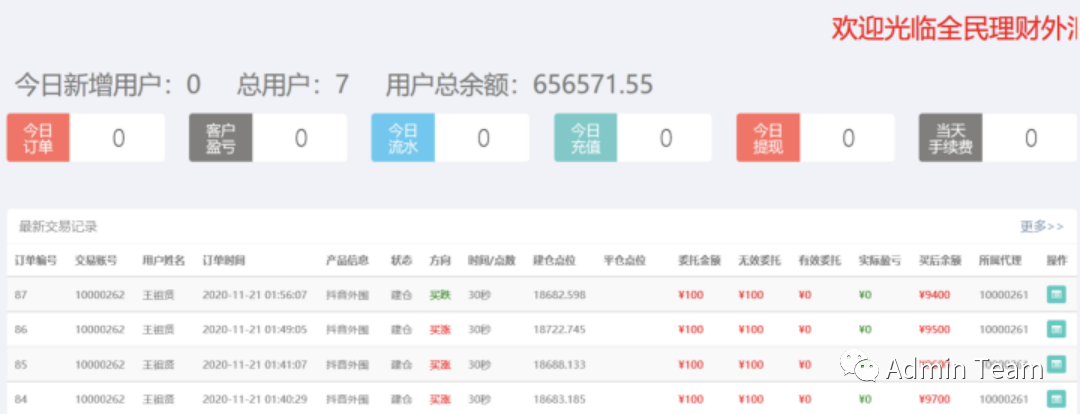 欢迎光临全民理财外汇
今日新增用户：0 总用户：7 用户总余额：656571.55
今日订单 0 客户盈亏 0 今日流水 0 今日充值 0 今日提现 0 当天手续费 0
最新交易记录 更多>>
订单编号 交易账号 用户姓名 订单时间 产品信息 状态 方向 时间/点数 建仓点位 平仓点位 委托金额 无效委托 有效委托 实际盈亏 买后余额 所属代理 操作
87 10000262 王祖贤 2020-11-21 01:56:07 抖音外围 建仓 买跌 30秒 18682.598 ¥100 ¥100 ¥0 ¥0 ¥9400 10000261
86 10000262 王祖贤 2020-11-21 01:49:05 抖音外围 建仓 买涨 30秒 18722.745 ¥100 ¥100 ¥0 ¥0 ¥9500 10000261
85 10000262 王祖贤 2020-11-21 01:41:07 抖音外围 建仓 买涨 30秒 18688.133 ¥100 ¥100 ¥0 ¥0
84 10000262 王祖贤 2020-11-21 01:40:29 抖音外围 建仓 买涨 30秒 18683.185 ¥100 ¥100 ¥0 ¥0 ¥9700 10000261
Admin Team